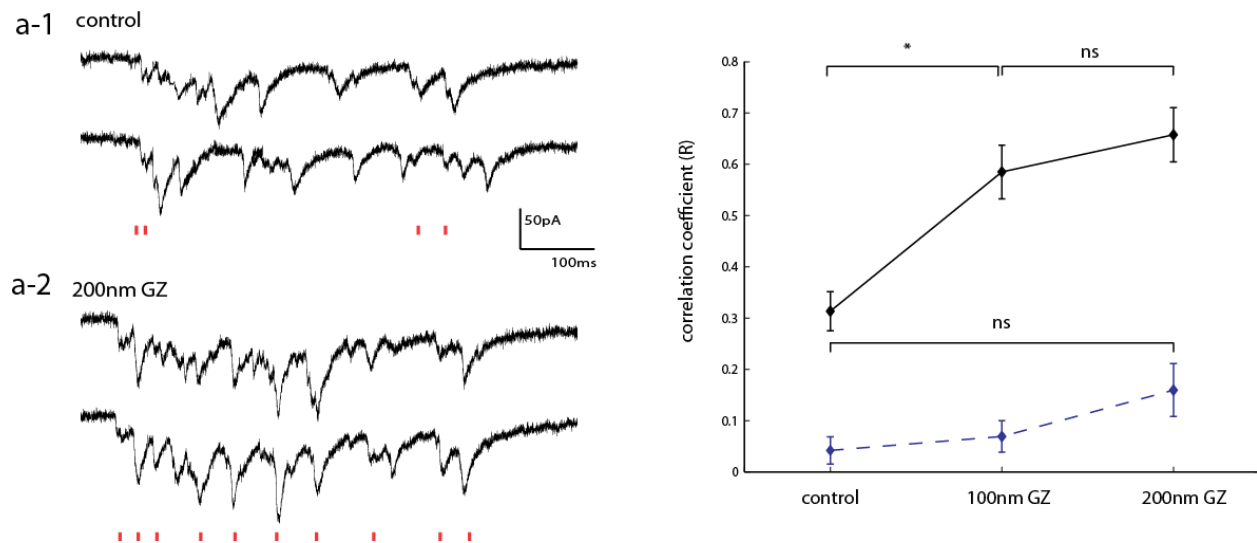 a-1
control
50pA
100ms
a-2
200nm GZ
*
ns
0.8
0.7
0.6
0.5
0.4
0.3
0.2
0.1
0
correlation coefficient (R)
ns
control
100nm GZ
200nm GZ